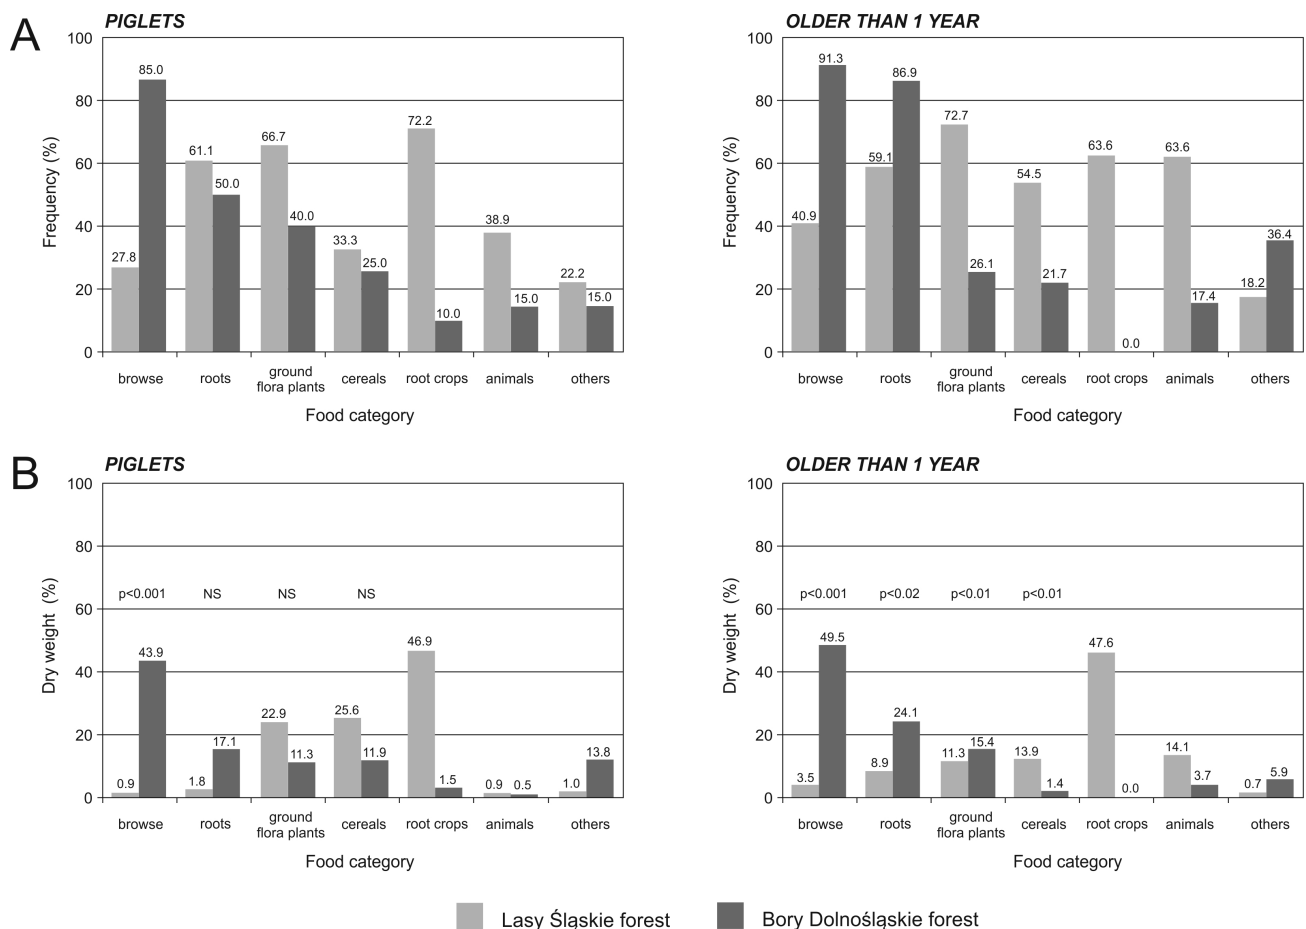 A
PIGLETS
Frequency (%)
100
80
60
40
20
0
27.8
85.0
61.1
50.0
66.7
40.0
33.3
25.0
72.2
10.0
38.9
15.0
22.2
15.0
browse
roots
ground
flora plants
cereals
root crops
animals
others
Food category
OLDER THAN 1 YEAR
Frequency (%)
100
80
60
40
20
0
40.9
91.3
59.1
86.9
72.7
26.1
54.5
21.7
63.6
0.0
63.6
17.4
18.2
36.4
browse
roots
ground
flora plants
cereals
root crops
animals
others
Food category
B
PIGLETS
Dry weight (%)
100
80
60
40
20
0
p<0.001
NS
NS
NS
0.9
43.9
1.8
17.1
22.9
11.3
25.6
11.9
46.9
1.5
0.9
0.5
1.0
13.8
browse
roots
ground
flora plants
cereals
root crops
animals
others
Food category
OLDER THAN 1 YEAR
Dry weight (%)
100
80
60
40
20
0
p<0.001
p<0.02
p<0.01
p<0.01
3.5
49.5
8.9
24.1
11.3
15.4
13.9
1.4
47.6
0.0
14.1
3.7
0.7
5.9
browse
roots
ground
flora plants
cereals
root crops
animals
others
Food category
Lasy Śląskie forest
Bory Dolnośląskie forest